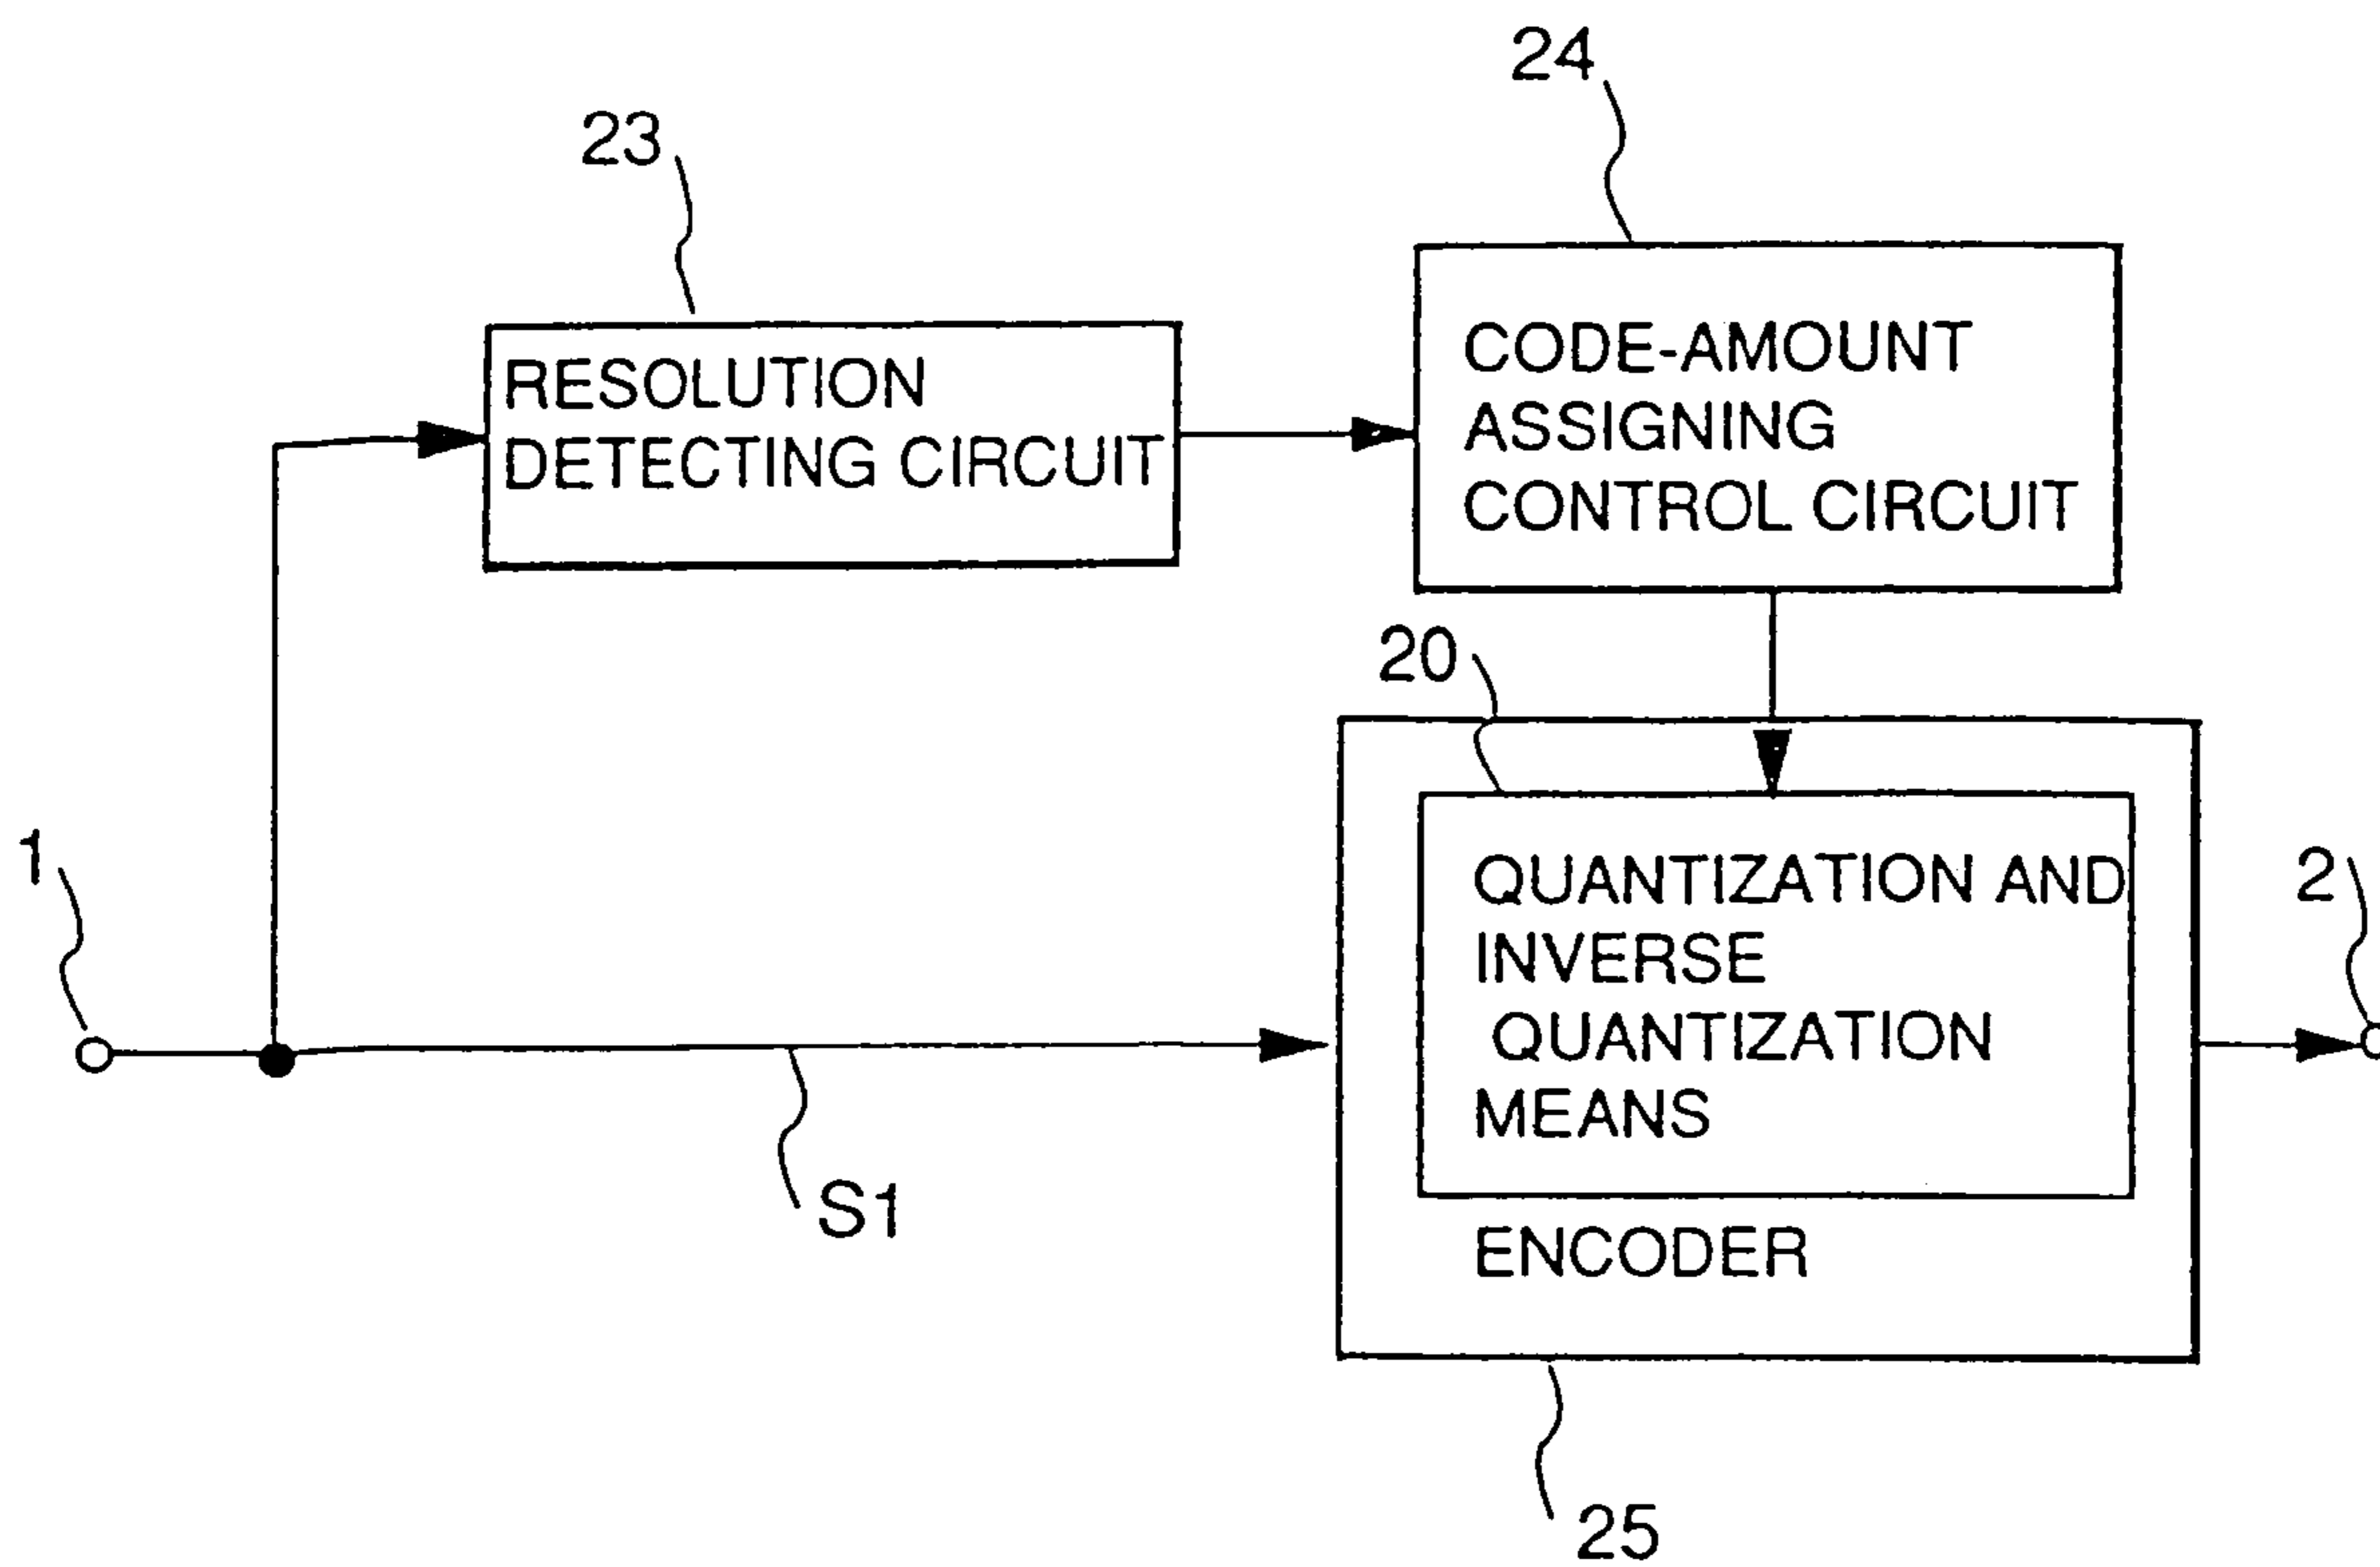 24
23
RESOLUTION
DETECTING CIRCUIT
CODE-AMOUNT
ASSIGNING
CONTROL CIRCUIT
20
1
QUANTIZATION AND
INVERSE
QUANTIZATION
MEANS
2
S1
ENCODER
25